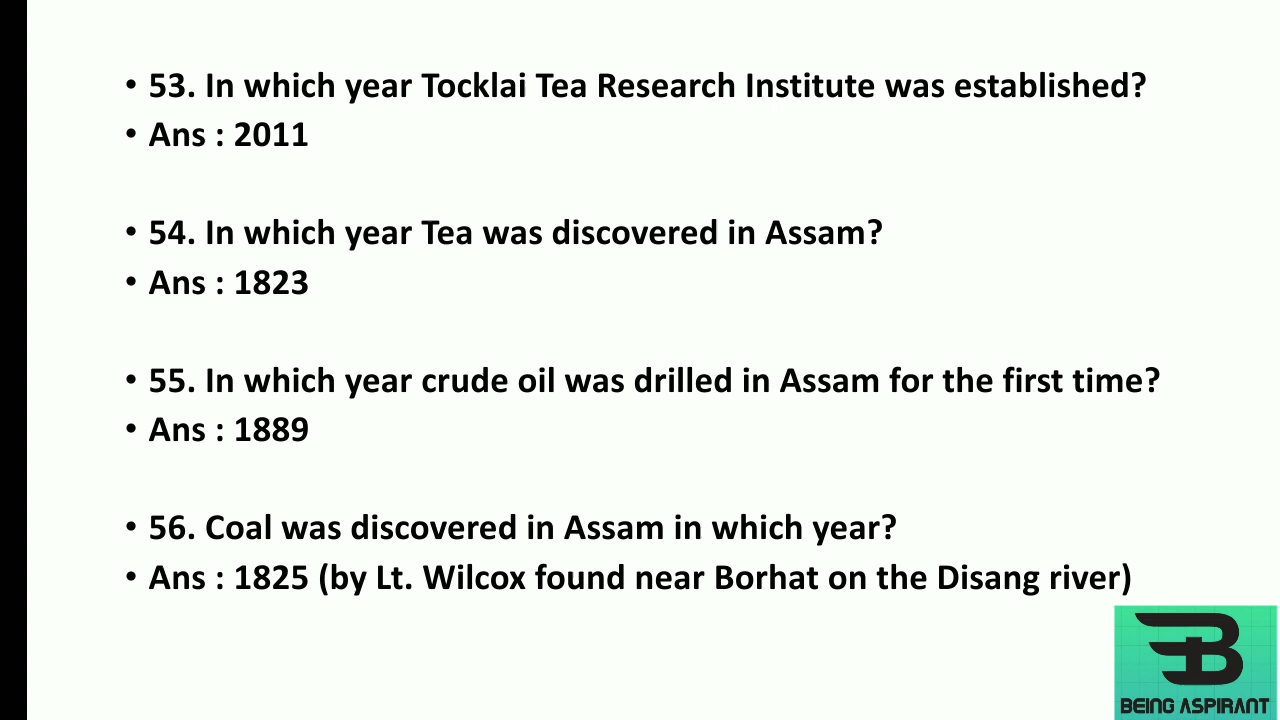 • 53. In which year Tocklai Tea Research Institute was established?
• Ans : 2011
• 54. In which year Tea was discovered in Assam?
• Ans : 1823
• 55. In which year crude oil was drilled in Assam for the first time?
• Ans : 1889
• 56. Coal was discovered in Assam in which year?
• Ans : 1825 (by Lt. Wilcox found near Borhat on the Disang river)
BEING ASPIRANT